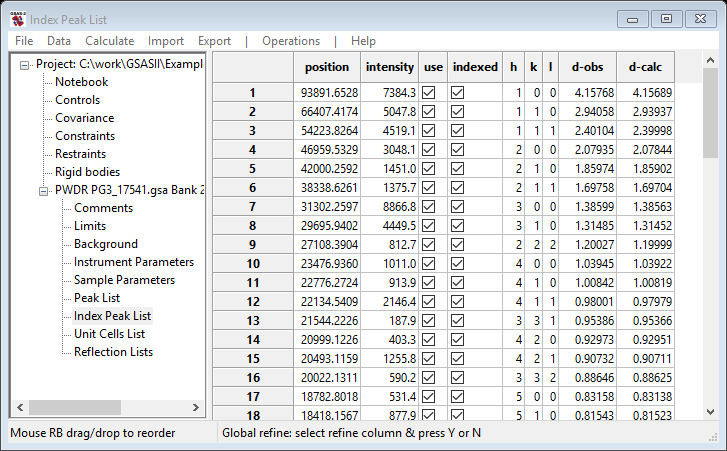 Index Peak List
File Data Calculate Import Export | Operations | Help
Project: C:\work\GSASII\Example
Notebook
Controls
Covariance
Constraints
Restraints
Rigid bodies
PWDR PG3_17541.gsa Bank 2
Comments
Limits
Background
Instrument Parameters
Sample Parameters
Peak List
Index Peak List
Unit Cells List
Reflection Lists
position intensity use indexed h k l d-obs d-calc
1 93891.6528 7384.3 1 0 0 4.15768 4.15689
2 66407.4174 5047.8 1 1 0 2.94058 2.93937
3 54223.8264 4519.1 1 1 1 2.40104 2.39998
4 46959.5329 3048.1 2 0 0 2.07935 2.07844
5 42000.2592 1451.0 2 1 0 1.85974 1.85902
6 38338.6261 1375.7 2 1 1 1.69758 1.69704
7 31302.2597 8866.8 3 0 0 1.38599 1.38563
8 29695.9402 4449.5 3 1 0 1.31485 1.31452
9 27108.3904 812.7 2 2 2 1.20027 1.19999
10 23476.9360 1011.0 4 0 0 1.03945 1.03922
11 22776.2724 913.9 4 1 0 1.00842 1.00819
12 22134.5409 2146.4 4 1 1 0.98001 0.97979
13 21544.2226 187.9 3 3 1 0.95386 0.95366
14 20999.1226 403.3 4 2 0 0.92973 0.92951
15 20493.1159 1255.8 4 2 1 0.90732 0.90711
16 20022.1311 590.2 3 3 2 0.88646 0.88625
17 18782.8018 531.4 5 0 0 0.83158 0.83138
18 18418.1567 877.9 5 1 0 0.81543 0.81523
Mouse RB drag/drop to reorder
Global refine: select refine column & press Y or N